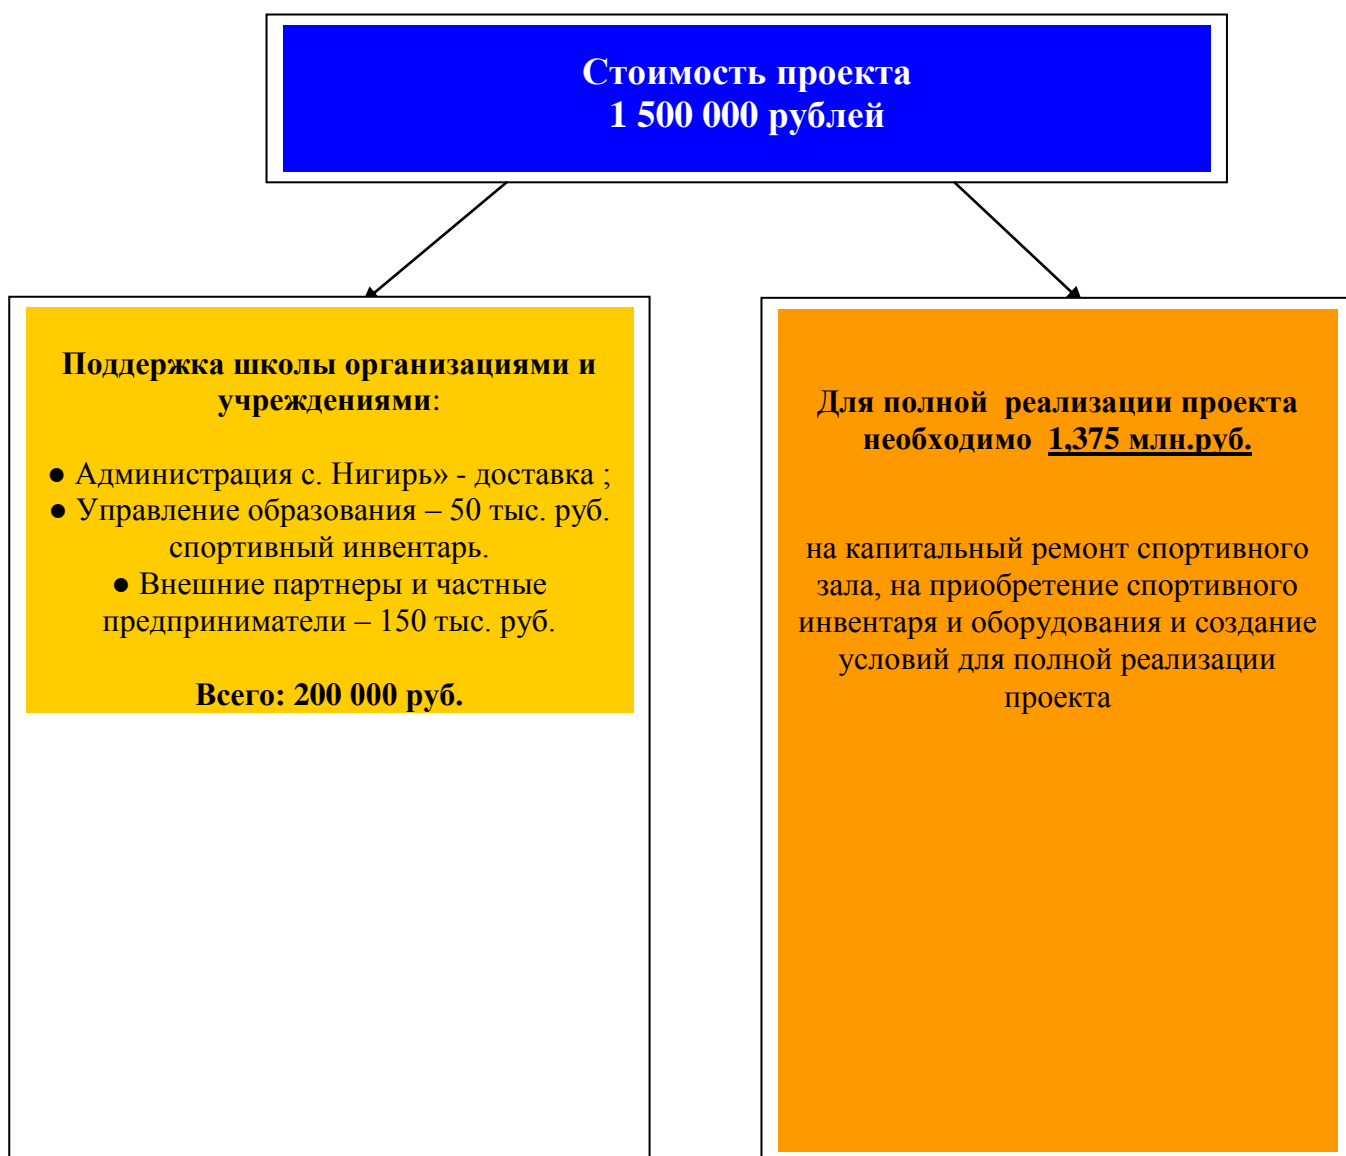 Стоимость проекта
1 500 000 рублей
Поддержка школы организациями и
учреждениями:
● Администрация с. Нигирь» - доставка ;
● Управление образования – 50 тыс. руб.
спортивный инвентарь.
● Внешние партнеры и частные
предприниматели – 150 тыс. руб.
Всего: 200 000 руб.
Для полной реализации проекта
необходимо 1,375 млн.руб.
на капитальный ремонт спортивного
зала, на приобретение спортивного
инвентаря и оборудования и создание
условий для полной реализации
проекта